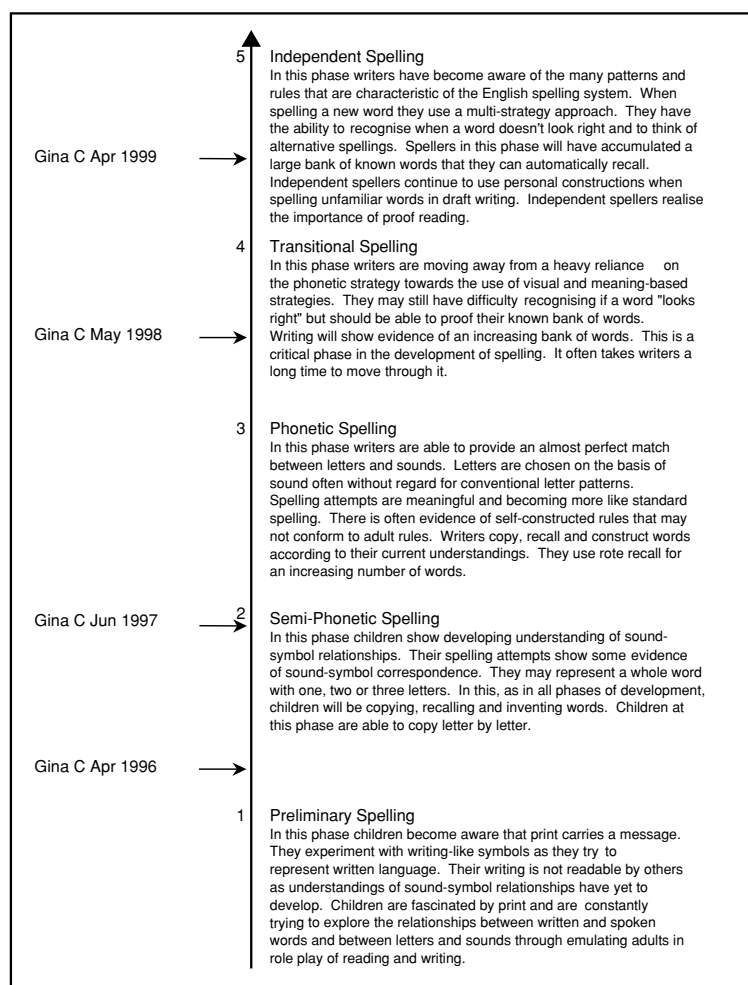 5 Independent Spelling
In this phase writers have become aware of the many patterns and
rules that are characteristic of the English spelling system. When
spelling a new word they use a multi-strategy approach. They have
the ability to recognise when a word doesn't look right and to think of
alternative spellings. Spellers in this phase will have accumulated a
Gina C Apr 1999
large bank of known words that they can automatically recall.
Independent spellers continue to use personal constructions when
spelling unfamiliar words in draft writing. Independent spellers realise
the importance of proof reading.
4 Transitional Spelling
In this phase writers are moving away from a heavy reliance on
the phonetic strategy towards the use of visual and meaning-based
strategies. They may still have difficulty recognising if a word "looks
right" but should be able to proof their known bank of words.
Gina C May 1998
Writing will show evidence of an increasing bank of words. This is a
critical phase in the development of spelling. It often takes writers a
long time to move through it.
3 Phonetic Spelling
In this phase writers are able to provide an almost perfect match
between letters and sounds. Letters are chosen on the basis of
sound often without regard for conventional letter patterns.
Spelling attempts are meaningful and becoming more like standard
spelling. There is often evidence of self-constructed rules that may
not conform to adult rules. Writers copy, recall and construct words
according to their current understandings. They use rote recall for
an increasing number of words.
Gina C Jun 1997
2 Semi-Phonetic Spelling
In this phase children show developing understanding of sound-
symbol relationships. Their spelling attempts show some evidence
of sound-symbol correspondence. They may represent a whole word
with one, two or three letters. In this, as in all phases of development,
children will be copying, recalling and inventing words. Children at
this phase are able to copy letter by letter.
Gina C Apr 1996
1 Preliminary Spelling
In this phase children become aware that print carries a message.
They experiment with writing-like symbols as they try to
represent written language. Their writing is not readable by others
as understandings of sound-symbol relationships have yet to
develop. Children are fascinated by print and are constantly
trying to explore the relationships between written and spoken
words and between letters and sounds through emulating adults in
role play of reading and writing.